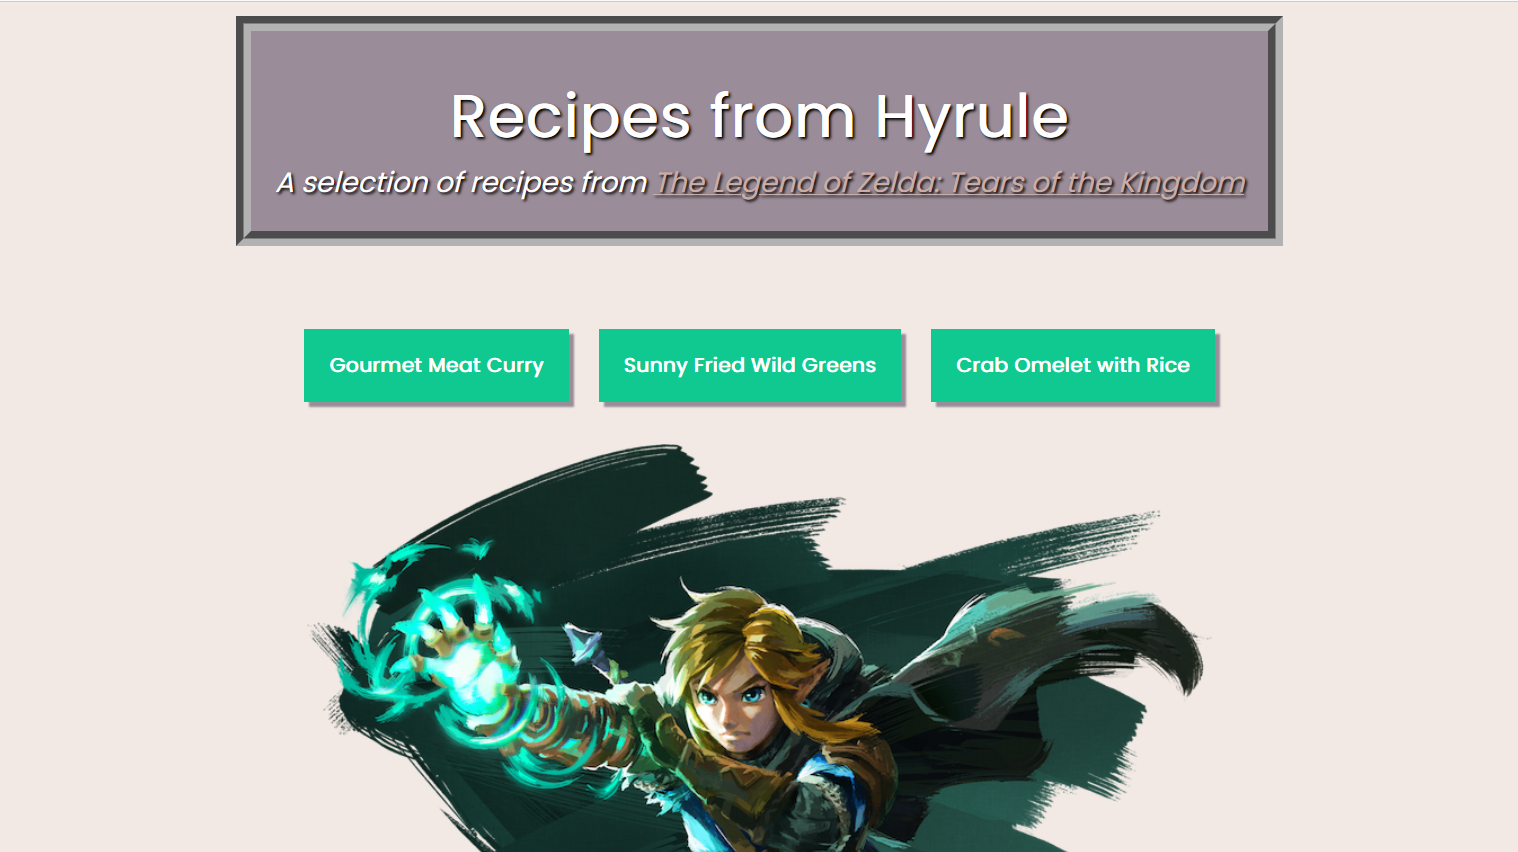 Recipes from Hyrule
A selection of recipes from The Legend of Zelda: Tears of the Kingdom
Gourmet Meat Curry
Sunny Fried Wild Greens
Crab Omelet with Rice